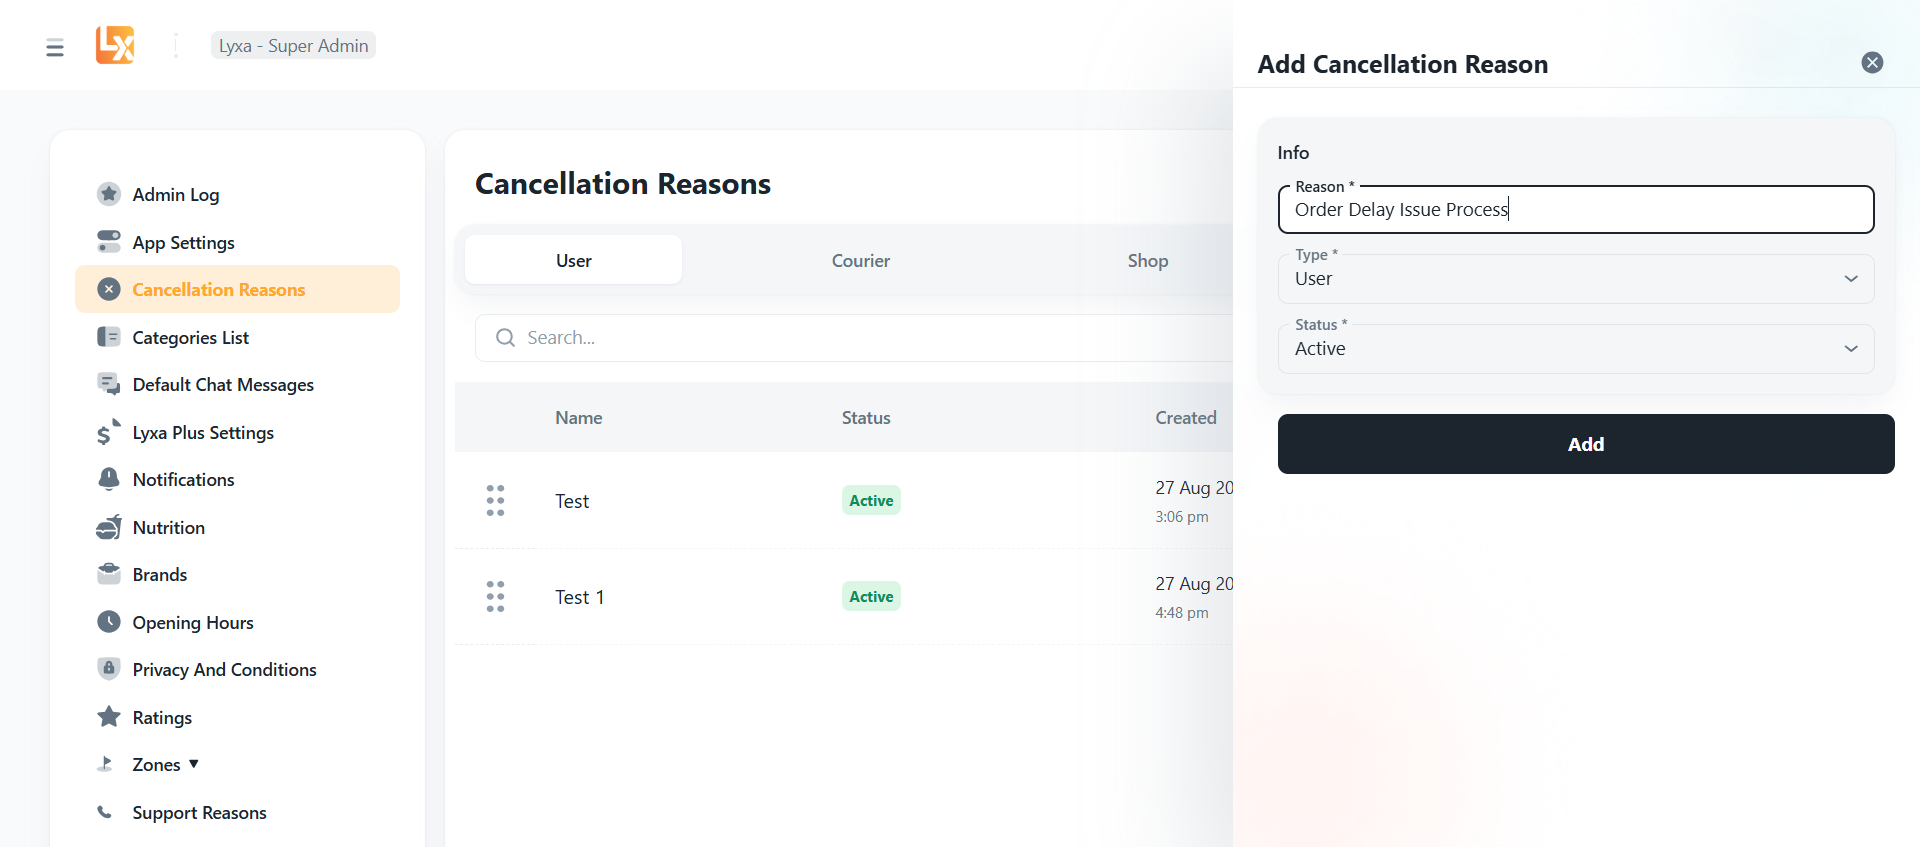 LX
Lyxa - Super Admin
Admin Log
App Settings
Cancellation Reasons
Categories List
Default Chat Messages
Lyxa Plus Settings
Notifications
Nutrition
Brands
Opening Hours
Privacy And Conditions
Ratings
Zones ▼
Support Reasons
Cancellation Reasons
User Courier Shop
Search...
Name Status Created
Test Active 27 Aug 20
3:06 pm
Test 1 Active 27 Aug 20
4:48 pm
Add Cancellation Reason
Info
Reason *
Order Delay Issue Process
Type *
User
Status *
Active
Add